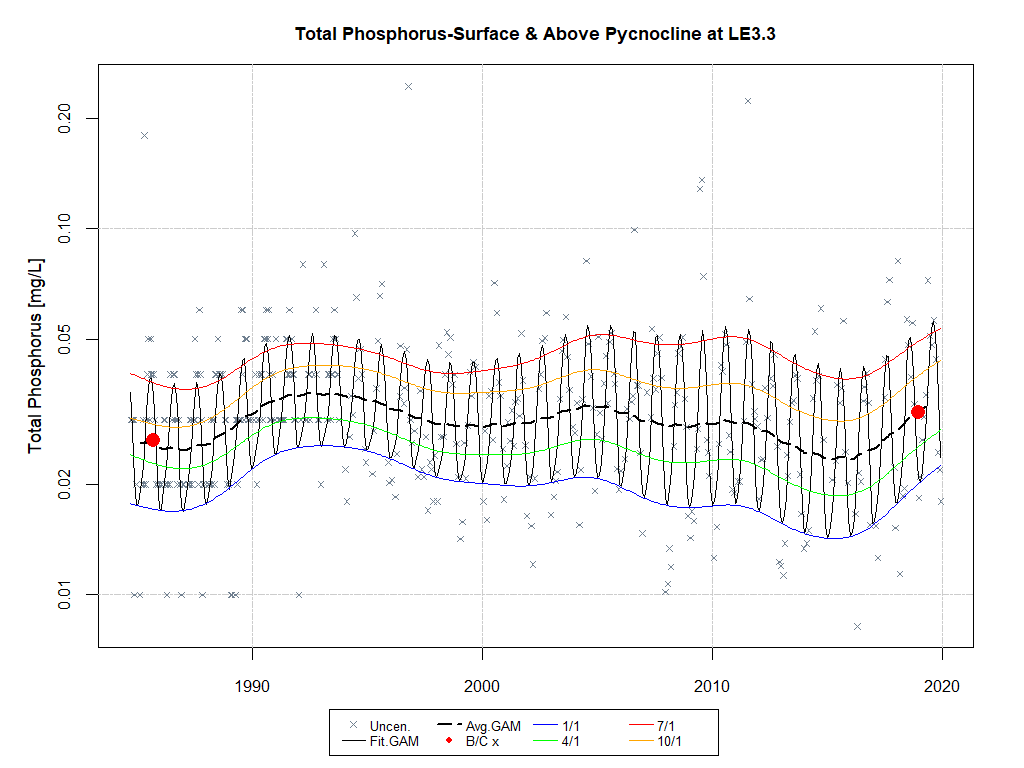 Total Phosphorus-Surface & Above Pycnocline at LE3.3
Total Phosphorus [mg/L]
0.20
0.10
0.05
0.02
0.01
1990 2000 2010 2020
Uncen. Avg.GAM 1/1 7/1
Fit.GAM B/C x 4/1 10/1